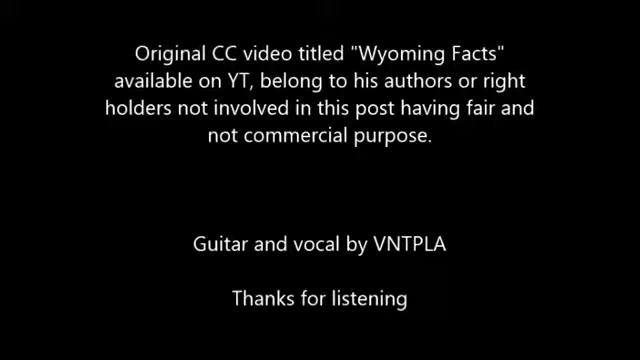 Original CC video titled "Wyoming Facts"
available on YT, belong to his authors or right
holders not involved in this post having fair and
not commercial purpose.
Guitar and vocal by VNTPLA
Thanks for listening